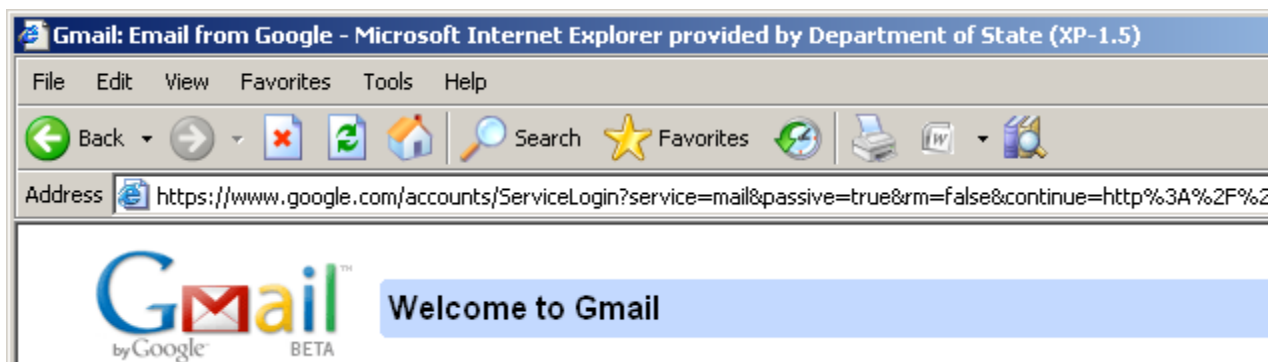 Gmail: Email from Google - Microsoft Internet Explorer provided by Department of State (XP-1.5)
File Edit View Favorites Tools Help
Back Search Favorites W
Address https://www.google.com/accounts/ServiceLogin?service=mail&passive=true&rm=false&continue=http%3A%2F%2
Gmail™ Welcome to Gmail
by Google BETA